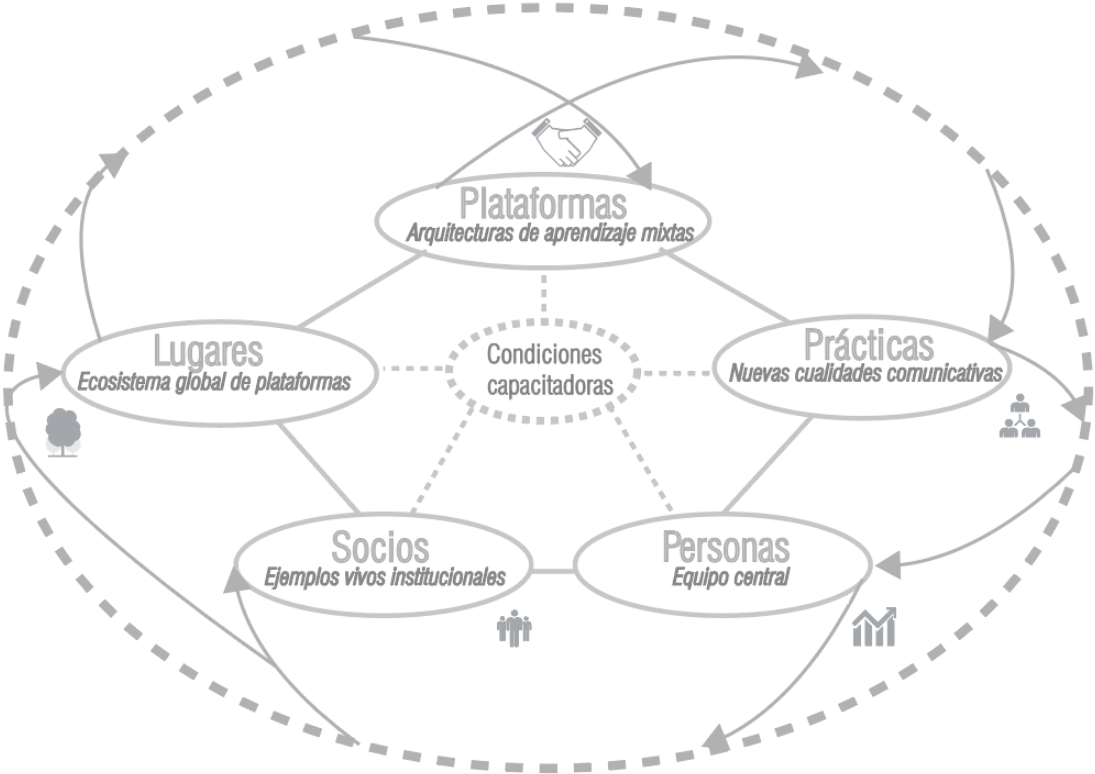 Plataformas
Arquitecturas de aprendizaje mixtas
Lugares
Ecosistema global de plataformas
Condiciones
capacitadoras
Prácticas
Nuevas cualidades comunicativas
Socios
Ejemplos vivos institucionales
Personas
Equipo central